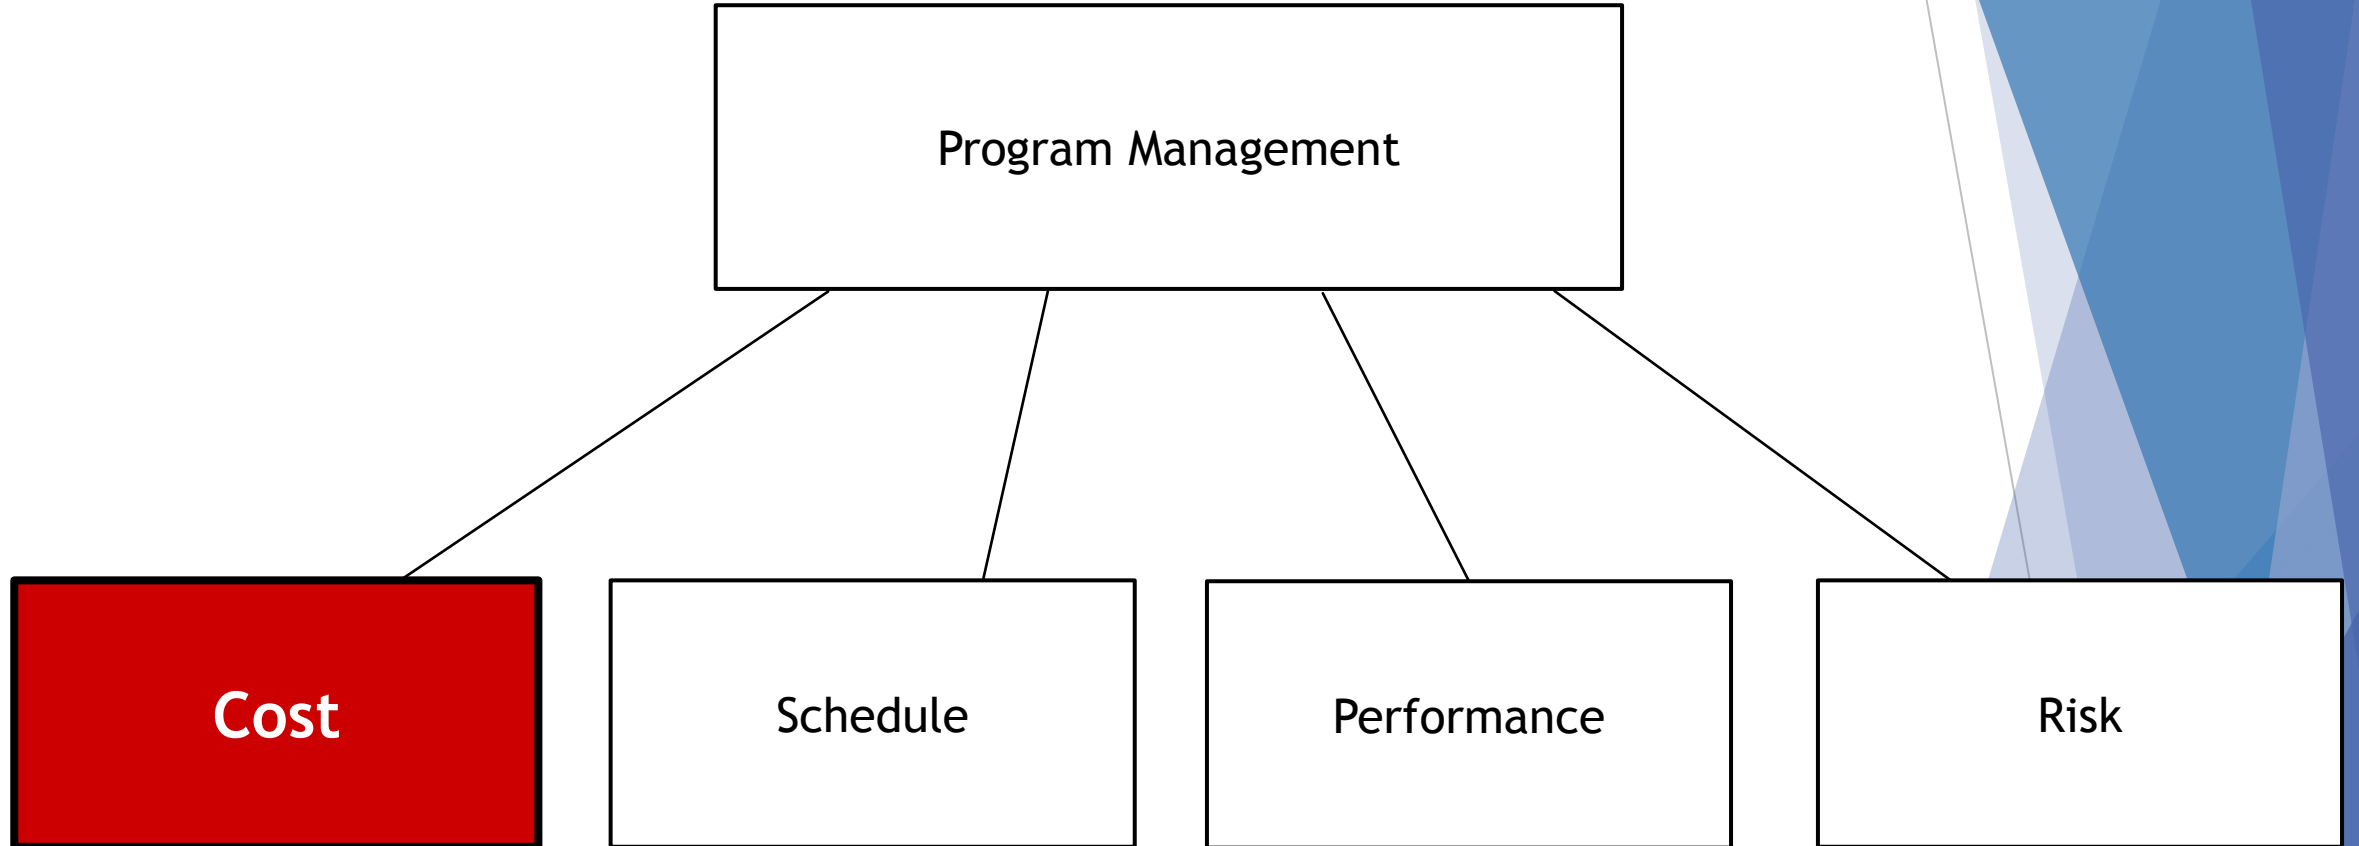 Program Management
Cost
Schedule
Performance
Risk